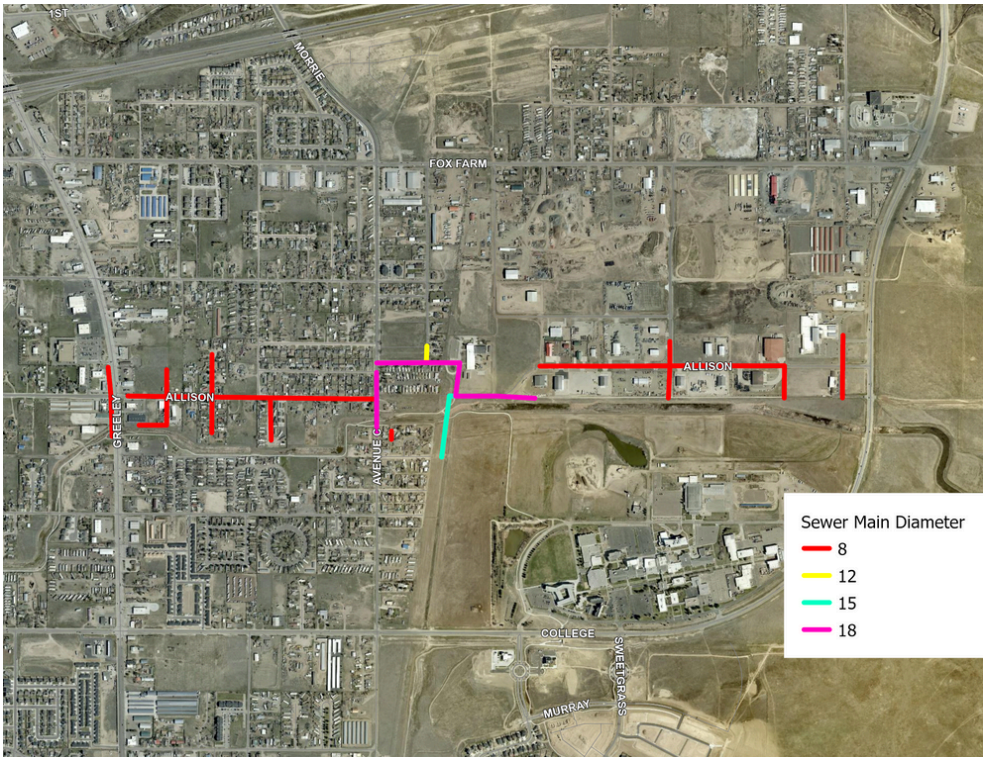 1ST
MORRIE
FOX FARM
ALLISON
ALLISON
GREELEY
AVENUE C
Sewer Main Diameter
8
12
15
18
COLLEGE
SWEETGRASS
MURRAY